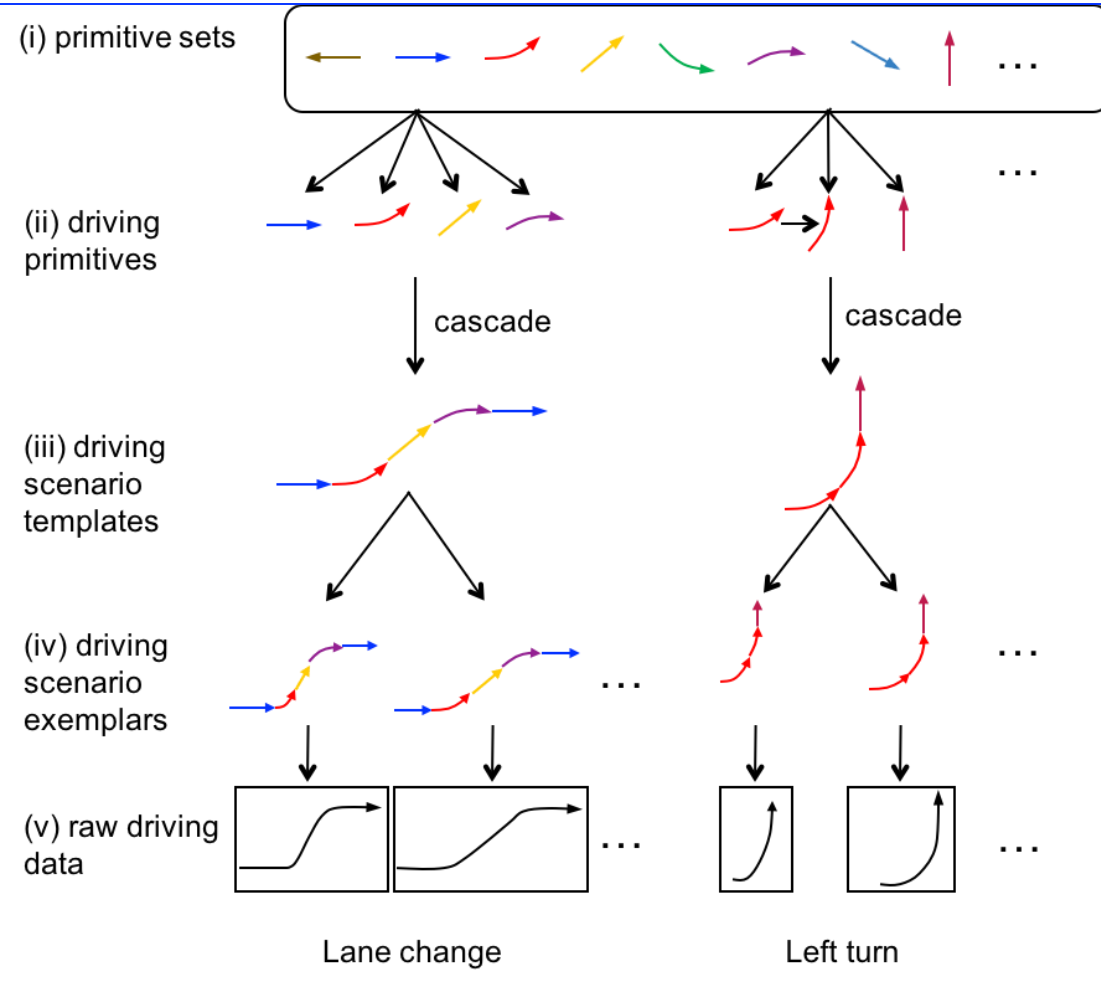 (i) primitive sets
...
...
(ii) driving
primitives
cascade
cascade
(iii) driving
scenario
templates
(iv) driving
scenario
exemplars
...
...
(v) raw driving
data
...
...
Lane change
Left turn